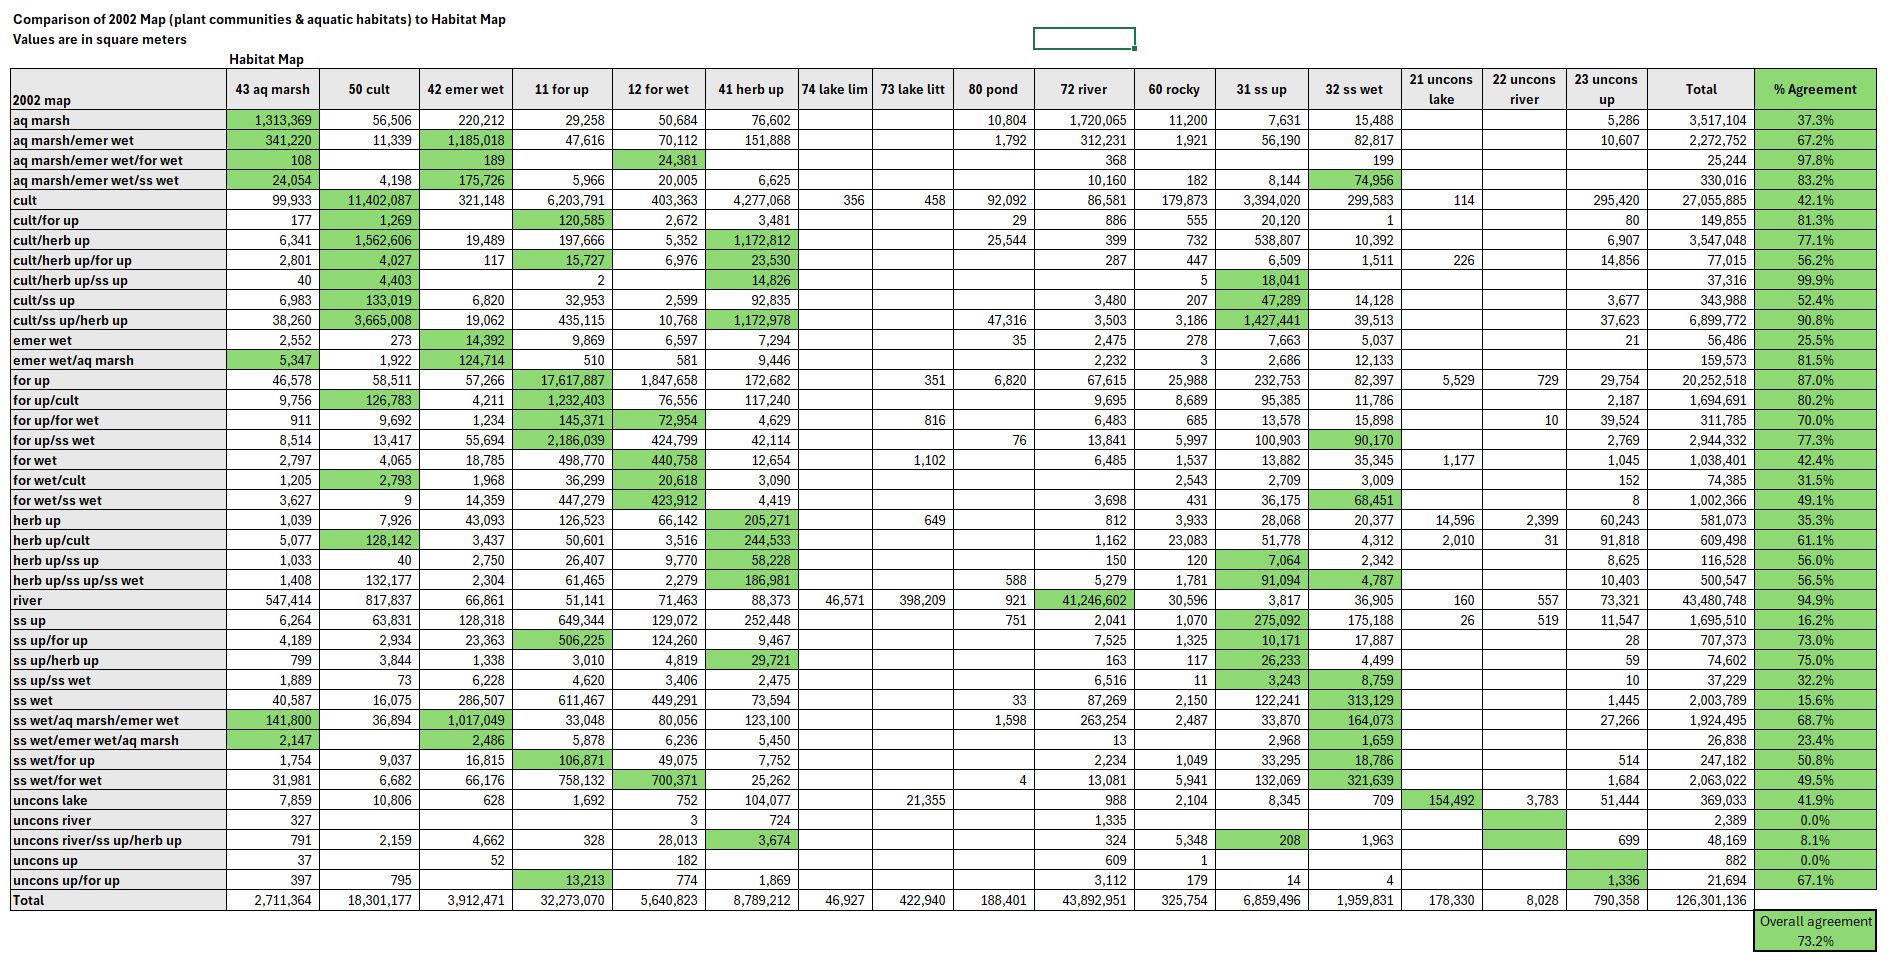 Comparison of 2002 Map (plant communities & aquatic habitats) to Habitat Map
Values are in square meters
Habitat Map
2002 map 43 aq marsh 50 cult 42 emer wet 11 for up 12 for wet 41 herb up 74 lake lim 73 lake litt 80 pond 72 river 60 rocky 31 ss up 32 ss wet 21 uncons lake 22 uncons river 23 uncons up Total % Agreement
aq marsh 1,313,369 56,506 220,212 29,258 50,684 76,602 10,804 1,720,065 11,200 7,631 15,488 5,286 3,517,104 37.3%
aq marsh/emer wet 341,220 11,339 1,185,018 47,616 70,112 151,888 1,792 312,231 1,921 56,190 82,817 10,607 2,272,752 67.2%
aq marsh/emer wet/for wet 108 189 24,381 368 199 25,244 97.8%
aq marsh/emer wet/ss wet 24,054 4,198 175,726 5,966 20,005 6,625 10,160 182 8,144 74,956 330,016 83.2%
cult 99,933 11,402,087 321,148 6,203,791 403,363 4,277,068 356 458 92,092 86,581 179,873 3,394,020 299,583 114 295,420 27,055,885 42.1%
cult/for up 177 1,269 120,585 2,672 3,481 29 886 555 20,120 1 80 149,855 81.3%
cult/herb up 6,341 1,562,606 19,489 197,666 5,352 1,172,812 25,544 399 732 538,807 10,392 6,907 3,547,048 77.1%
cult/herb up/for up 2,801 4,027 117 15,727 6,976 23,530 287 447 6,509 1,511 226 14,856 77,015 56.2%
cult/herb up/ss up 40 4,403 2 14,826 5 18,041 37,316 99.9%
cult/ss up 6,983 133,019 6,820 32,953 2,599 92,835 3,480 207 47,289 14,128 3,677 343,988 52.4%
cult/ss up/herb up 38,260 3,665,008 19,062 435,115 10,768 1,172,978 47,316 3,503 3,186 1,427,441 39,513 37,623 6,899,772 90.8%
emer wet 2,552 273 14,392 9,869 6,597 7,294 35 2,475 278 7,663 5,037 21 56,486 25.5%
emer wet/aq marsh 5,347 1,922 124,714 510 581 9,446 2,232 3 2,686 12,133 159,573 81.5%
for up 46,578 58,511 57,266 17,617,887 1,847,658 172,682 351 6,820 67,615 25,988 232,753 82,397 5,529 729 29,754 20,252,518 87.0%
for up/cult 9,756 126,783 4,211 1,232,403 76,556 117,240 9,695 8,689 95,385 11,786 2,187 1,694,691 80.2%
for up/for wet 911 9,692 1,234 145,371 72,954 4,629 816 6,483 685 13,578 15,898 10 39,524 311,785 70.0%
for up/ss wet 8,514 13,417 55,694 2,186,039 424,799 42,114 76 13,841 5,997 100,903 90,170 2,769 2,944,332 77.3%
for wet 2,797 4,065 18,785 498,770 440,758 12,654 1,102 6,485 1,537 13,882 35,345 1,177 1,045 1,038,401 42.4%
for wet/cult 1,205 2,793 1,968 36,299 20,618 3,090 2,543 2,709 3,009 152 74,385 31.5%
for wet/ss wet 3,627 9 14,359 447,279 423,912 4,419 3,698 431 36,175 68,451 8 1,002,366 49.1%
herb up 1,039 7,926 43,093 126,523 66,142 205,271 649 812 3,933 28,068 20,377 14,596 2,399 60,243 581,073 35.3%
herb up/cult 5,077 128,142 3,437 50,601 3,516 244,533 1,162 23,083 51,778 4,312 2,010 31 91,818 609,498 61.1%
herb up/ss up 1,033 40 2,750 26,407 9,770 58,228 150 120 7,064 2,342 8,625 116,528 56.0%
herb up/ss up/ss wet 1,408 132,177 2,304 61,465 2,279 186,981 588 5,279 1,781 91,094 4,787 10,403 500,547 56.5%
river 547,414 817,837 66,861 51,141 71,463 88,373 46,571 398,209 921 41,246,602 30,596 3,817 36,905 160 557 73,321 43,480,748 94.9%
ss up 6,264 63,831 128,318 649,344 129,072 252,448 751 2,041 1,070 275,092 175,188 26 519 11,547 1,695,510 16.2%
ss up/for up 4,189 2,934 23,363 506,225 124,260 9,467 7,525 1,325 10,171 17,887 28 707,373 73.0%
ss up/herb up 799 3,844 1,338 3,010 4,819 29,721 163 117 26,233 4,499 59 74,602 75.0%
ss up/ss wet 1,889 73 6,228 4,620 3,406 2,475 6,516 11 3,243 8,759 10 37,229 32.2%
ss wet 40,587 16,075 286,507 611,467 449,291 73,594 33 87,269 2,150 122,241 313,129 1,445 2,003,789 15.6%
ss wet/aq marsh/emer wet 141,800 36,894 1,017,049 33,048 80,056 123,100 1,598 263,254 2,487 33,870 164,073 27,266 1,924,495 68.7%
ss wet/emer wet/aq marsh 2,147 2,486 5,878 6,236 5,450 13 2,968 1,659 26,838 23.4%
ss wet/for up 1,754 9,037 16,815 106,871 49,075 7,752 2,234 1,049 33,295 18,786 514 247,182 50.8%
ss wet/for wet 31,981 6,682 66,176 758,132 700,371 25,262 4 13,081 5,941 132,069 321,639 1,684 2,063,022 49.5%
uncons lake 7,859 10,806 628 1,692 752 104,077 21,355 988 2,104 8,345 709 154,492 3,783 51,444 369,033 41.9%
uncons river 327 3 724 1,335 2,389 0.0%
uncons river/ss up/herb up 791 2,159 4,662 328 28,013 3,674 324 5,348 208 1,963 699 48,169 8.1%
uncons up 37 52 182 609 1 882 0.0%
uncons up/for up 397 795 13,213 774 1,869 3,112 179 14 4 1,336 21,694 67.1%
Total 2,711,364 18,301,177 3,912,471 32,273,070 5,640,823 8,789,212 46,927 422,940 188,401 43,892,951 325,754 6,859,496 1,959,831 178,330 8,028 790,358 126,301,136
Overall agreement
73.2%